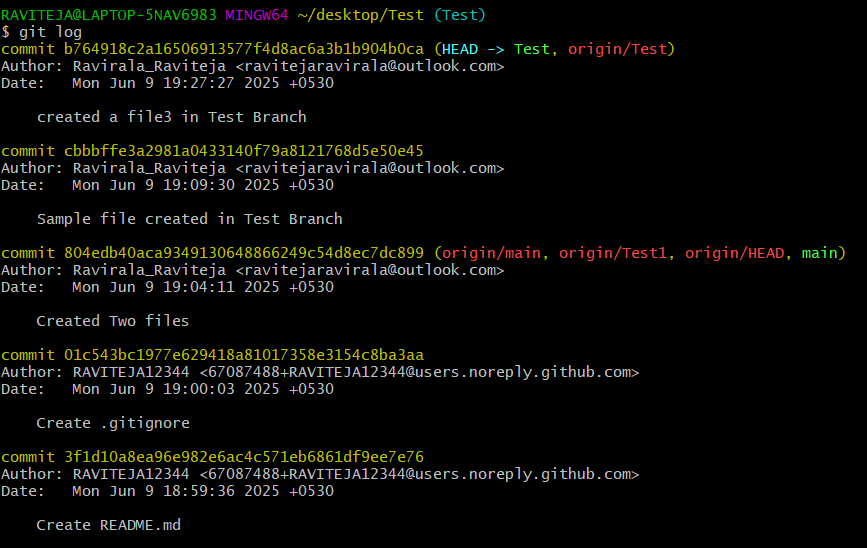 RAVITEJA@LAPTOP-5NAV6983 MINGW64 ~/desktop/Test (Test)
$ git log
commit b764918c2a16506913577f4d8ac6a3b1b904b0ca (HEAD -> Test, origin/Test)
Author: Ravirala_Raviteja <ravitejaravirala@outlook.com>
Date:   Mon Jun 9 19:27:27 2025 +0530
created a file3 in Test Branch
commit cbbbffe3a2981a0433140f79a8121768d5e50e45
Author: Ravirala_Raviteja <ravitejaravirala@outlook.com>
Date:   Mon Jun 9 19:09:30 2025 +0530
Sample file created in Test Branch
commit 804edb40aca9349130648866249c54d8ec7dc899 (origin/main, origin/Test1, origin/HEAD, main)
Author: Ravirala_Raviteja <ravitejaravirala@outlook.com>
Date:   Mon Jun 9 19:04:11 2025 +0530
Created Two files
commit 01c543bc1977e629418a81017358e3154c8ba3aa
Author: RAVITEJA12344 <67087488+RAVITEJA12344@users.noreply.github.com>
Date:   Mon Jun 9 19:00:03 2025 +0530
Create .gitignore
commit 3f1d10a8ea96e982e6ac4c571eb6861df9ee7e76
Author: RAVITEJA12344 <67087488+RAVITEJA12344@users.noreply.github.com>
Date:   Mon Jun 9 18:59:36 2025 +0530
Create README.md